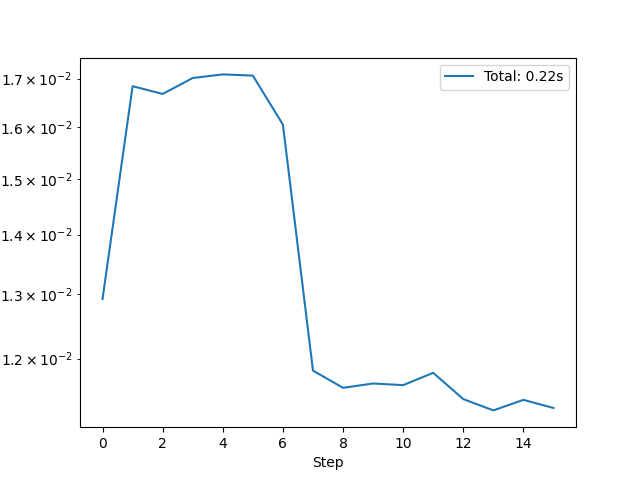 Total: 0.22s
1.7 × 10⁻²
1.6 × 10⁻²
1.5 × 10⁻²
1.4 × 10⁻²
1.3 × 10⁻²
1.2 × 10⁻²
0 2 4 6 8 10 12 14
Step